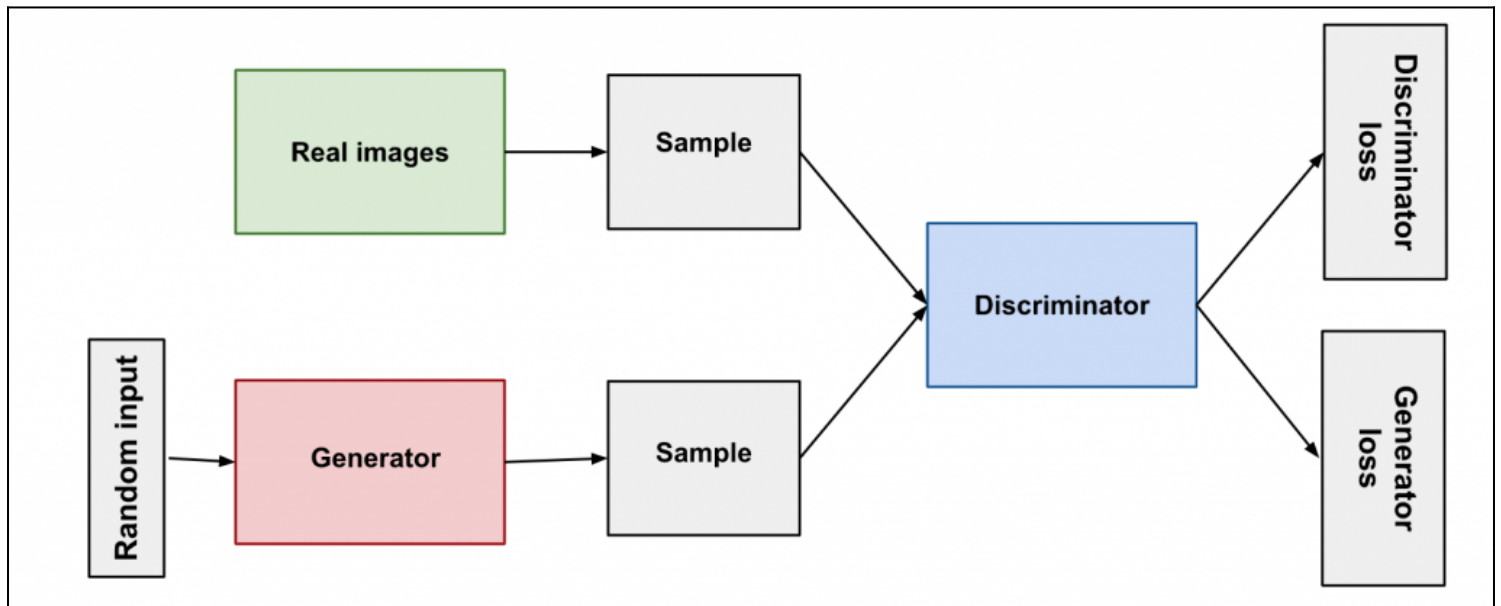 Real images
Sample
Discriminator
loss
Discriminator
Random input
Generator
Sample
Generator
loss